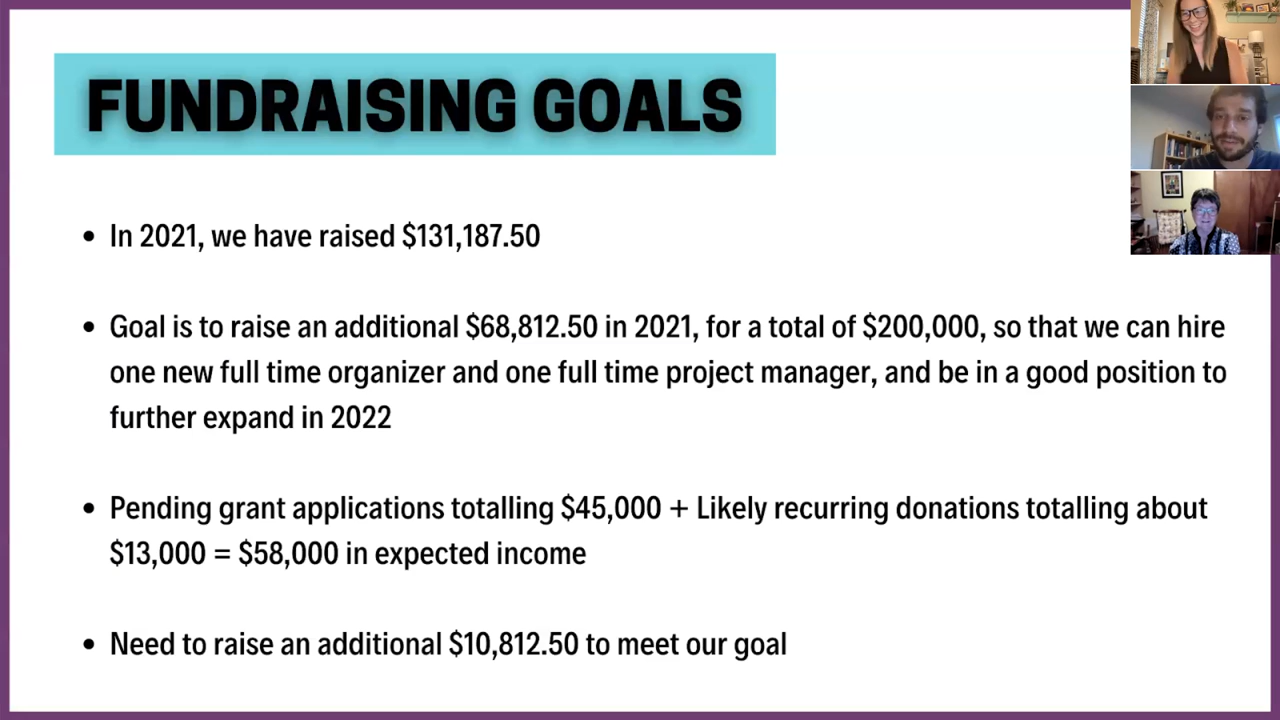 FUNDRAISING GOALS
• In 2021, we have raised $131,187.50
• Goal is to raise an additional $68,812.50 in 2021, for a total of $200,000, so that we can hire
one new full time organizer and one full time project manager, and be in a good position to
further expand in 2022
• Pending grant applications totalling $45,000 + Likely recurring donations totalling about
$13,000 = $58,000 in expected income
• Need to raise an additional $10,812.50 to meet our goal